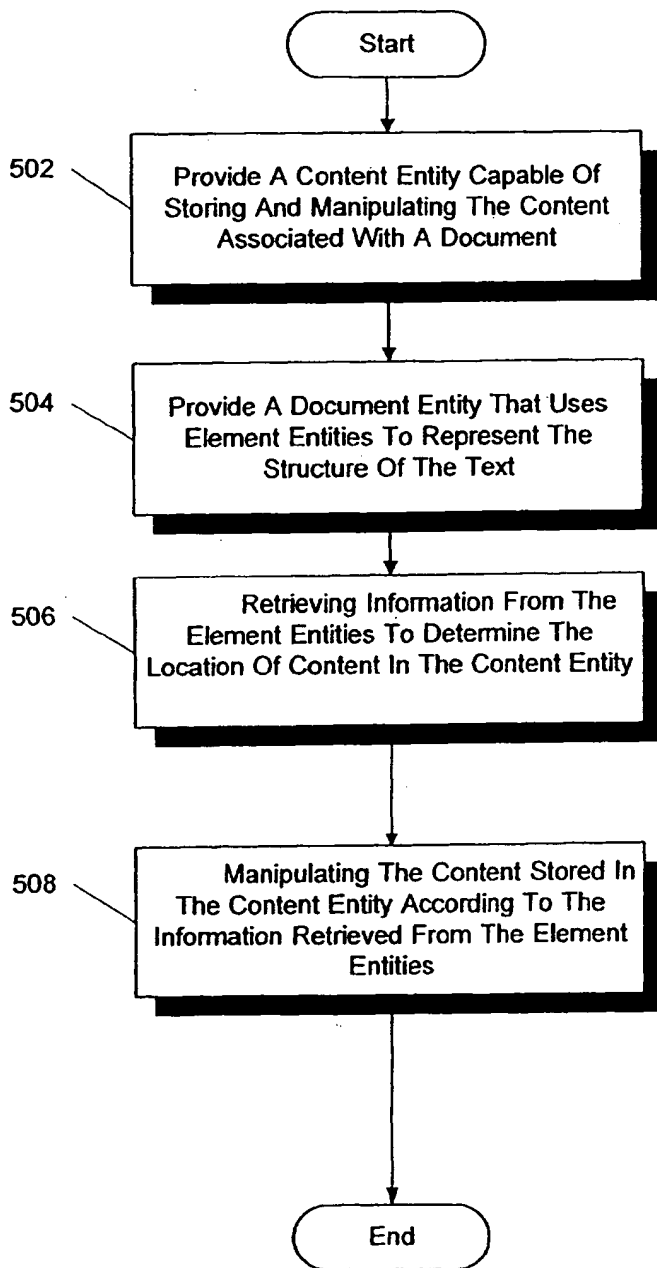 Start
502
Provide A Content Entity Capable Of
Storing And Manipulating The Content
Associated With A Document
504
Provide A Document Entity That Uses
Element Entities To Represent The
Structure Of The Text
506
Retrieving Information From The
Element Entities To Determine The
Location Of Content In The Content Entity
508
Manipulating The Content Stored In
The Content Entity According To The
Information Retrieved From The Element
Entities
End